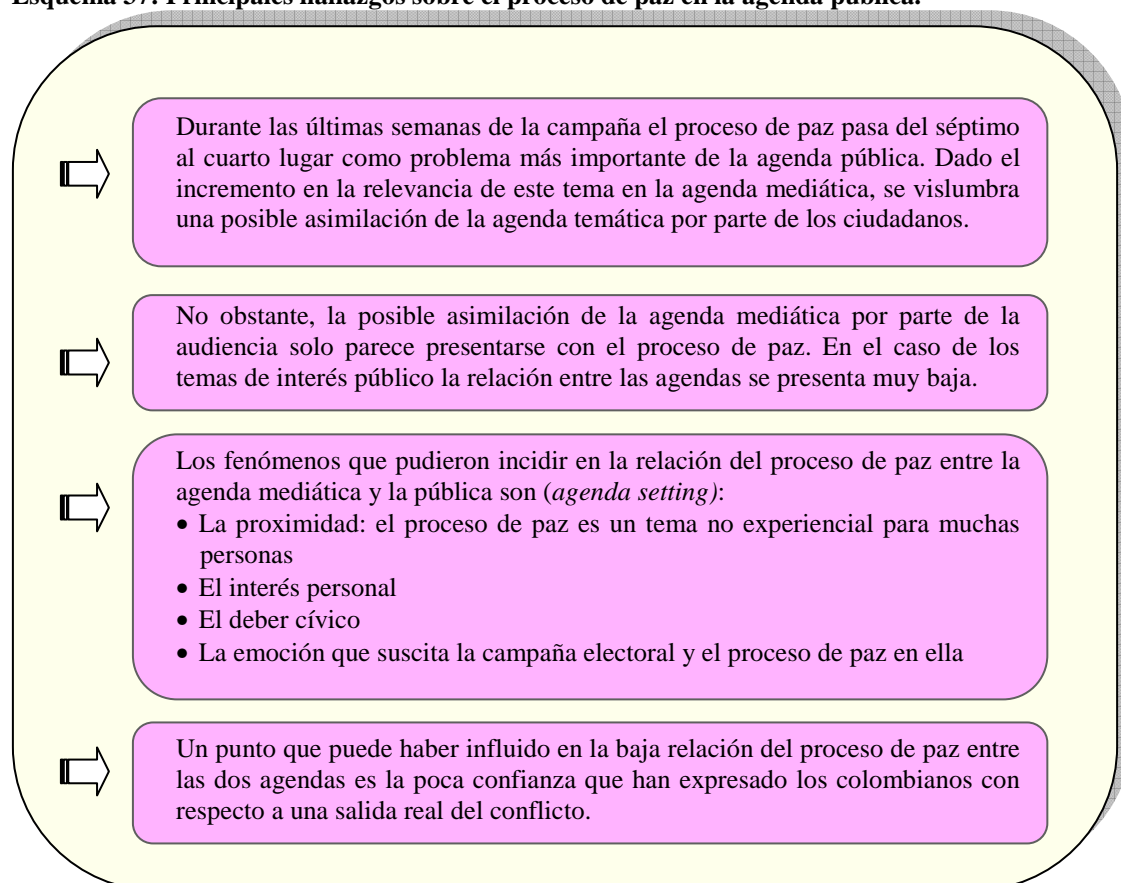 Esquema 37. Principales hallazgos sobre el proceso de paz en la agenda pública.
Durante las últimas semanas de la campaña el proceso de paz pasa del séptimo
al cuarto lugar como problema más importante de la agenda pública. Dado el
incremento en la relevancia de este tema en la agenda mediática, se vislumbra
una posible asimilación de la agenda temática por parte de los ciudadanos.
No obstante, la posible asimilación de la agenda mediática por parte de la
audiencia solo parece presentarse con el proceso de paz. En el caso de los
temas de interés público la relación entre las agendas se presenta muy baja.
Los fenómenos que pudieron incidir en la relación del proceso de paz entre la
agenda mediática y la pública son (agenda setting):
• La proximidad: el proceso de paz es un tema no experiencial para muchas
personas
• El interés personal
• El deber cívico
• La emoción que suscita la campaña electoral y el proceso de paz en ella
Un punto que puede haber influido en la baja relación del proceso de paz entre
las dos agendas es la poca confianza que han expresado los colombianos con
respecto a una salida real del conflicto.